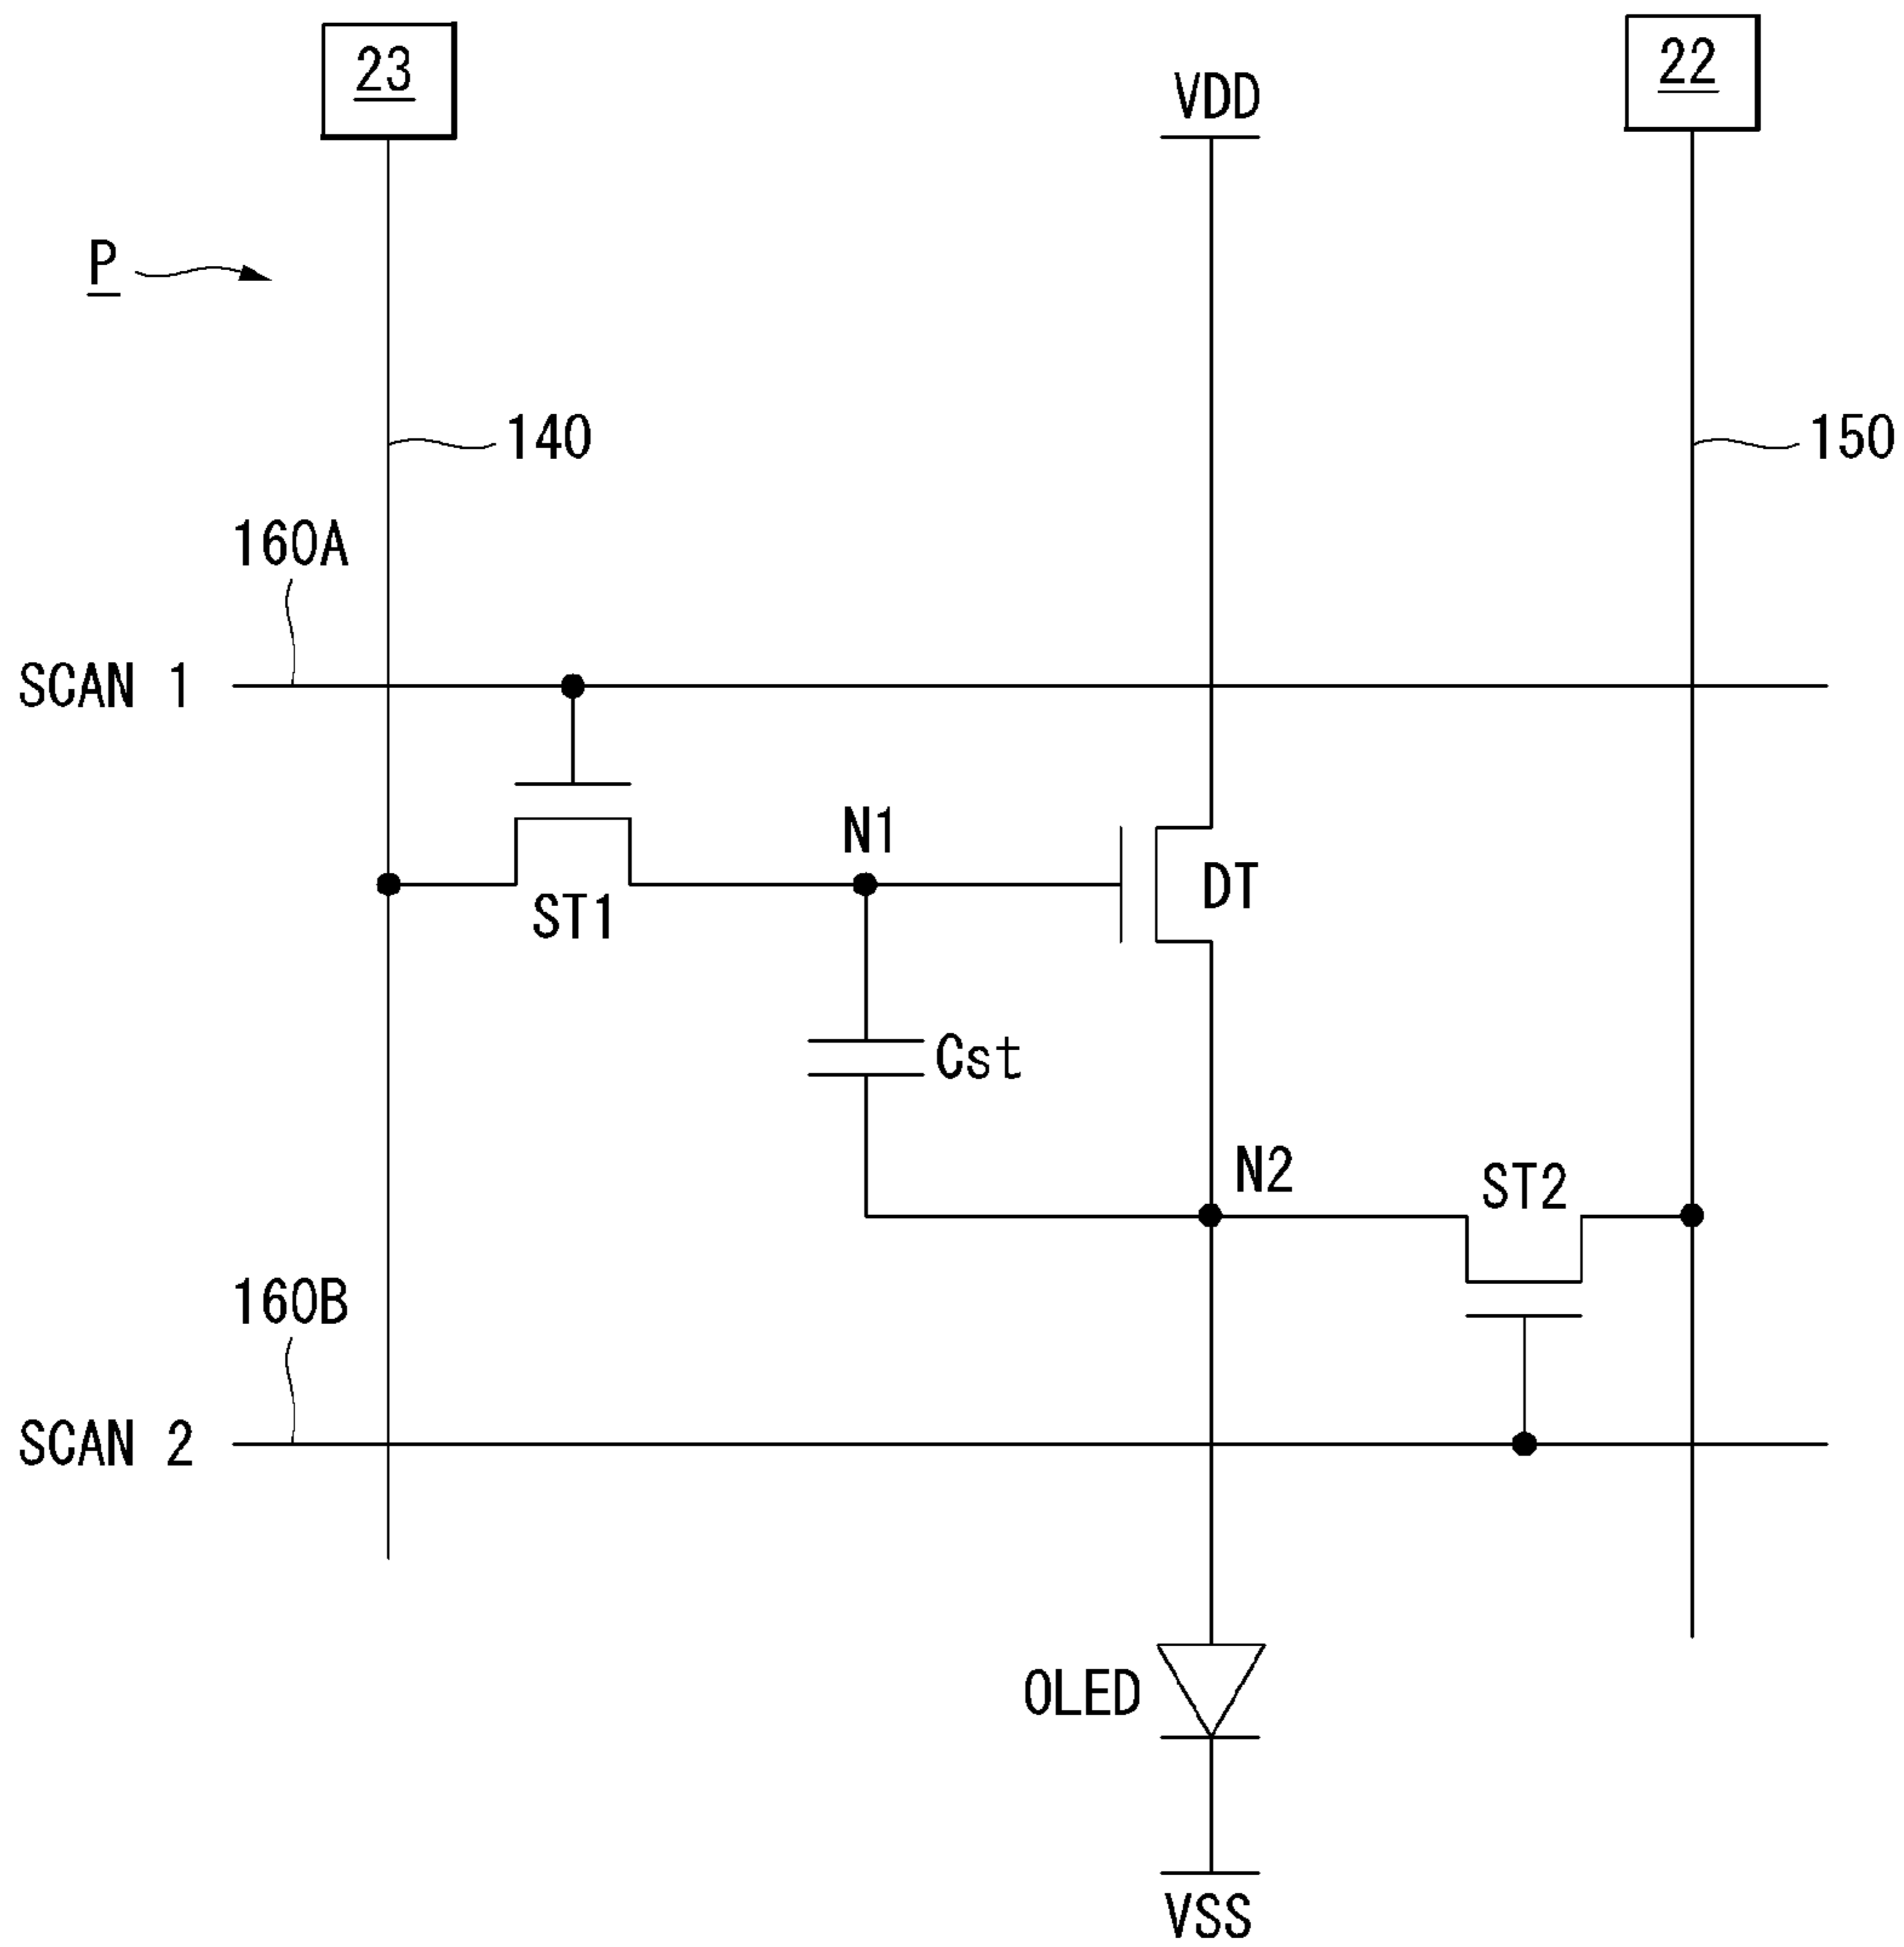 23
VDD
22
P
140
150
160A
SCAN 1
N1
DT
ST1
Cst
N2
ST2
160B
SCAN 2
OLED
VSS